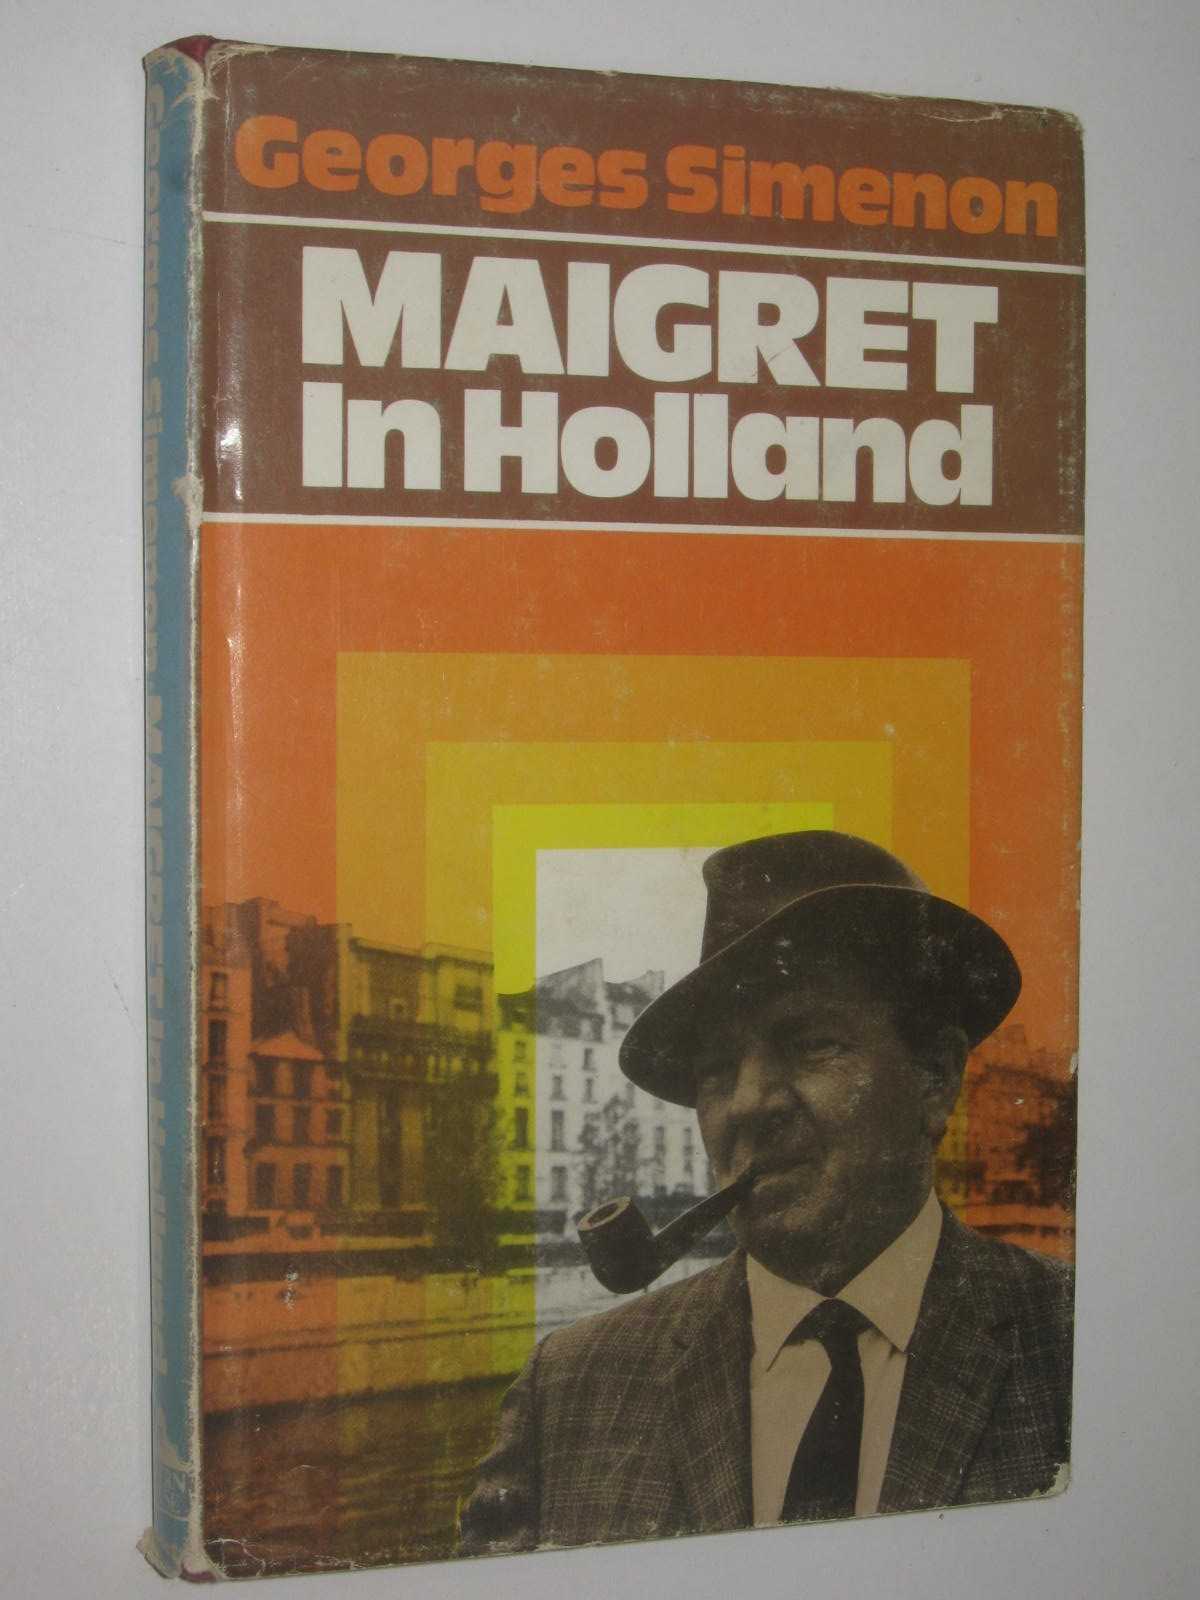 Georges Simenon
MAIGRET
In Holland
Georges Simenon MAIGRET In Holland